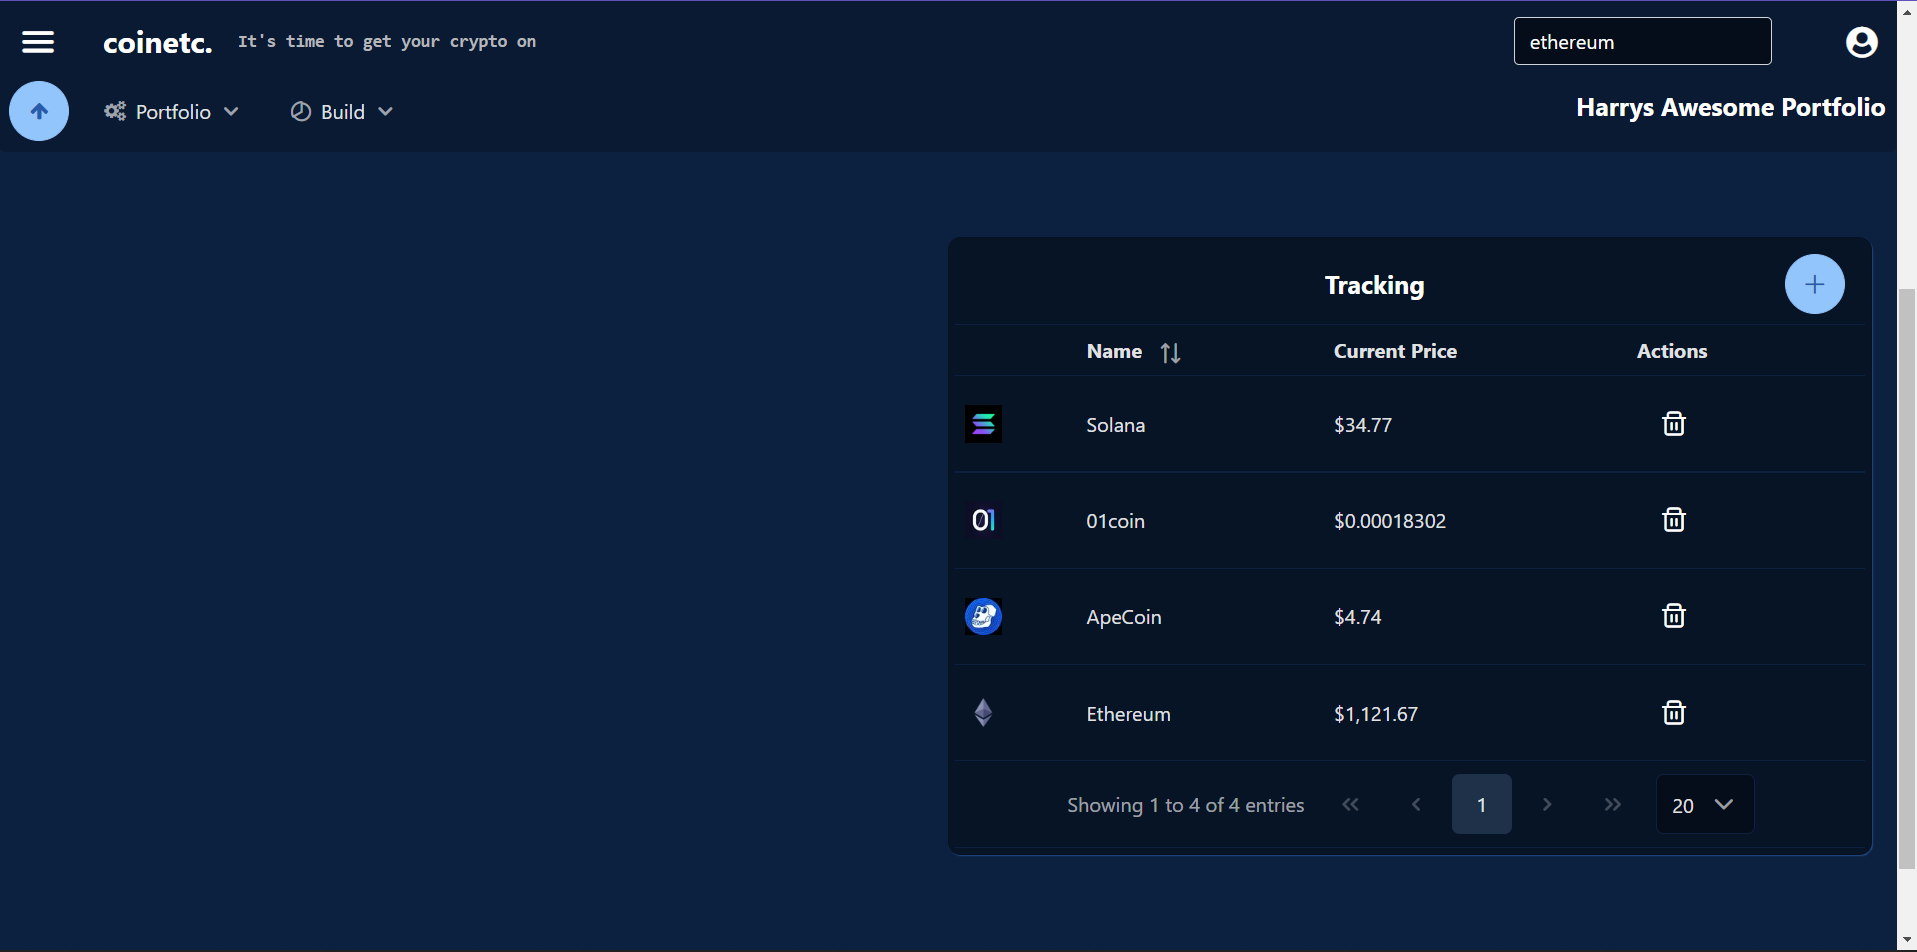 coinetc. It's time to get your crypto on ethereum
Portfolio Build Harrys Awesome Portfolio
Tracking
Name Current Price Actions
Solana $34.77
01 01coin $0.00018302
ApeCoin $4.74
Ethereum $1,121.67
Showing 1 to 4 of 4 entries 1 20